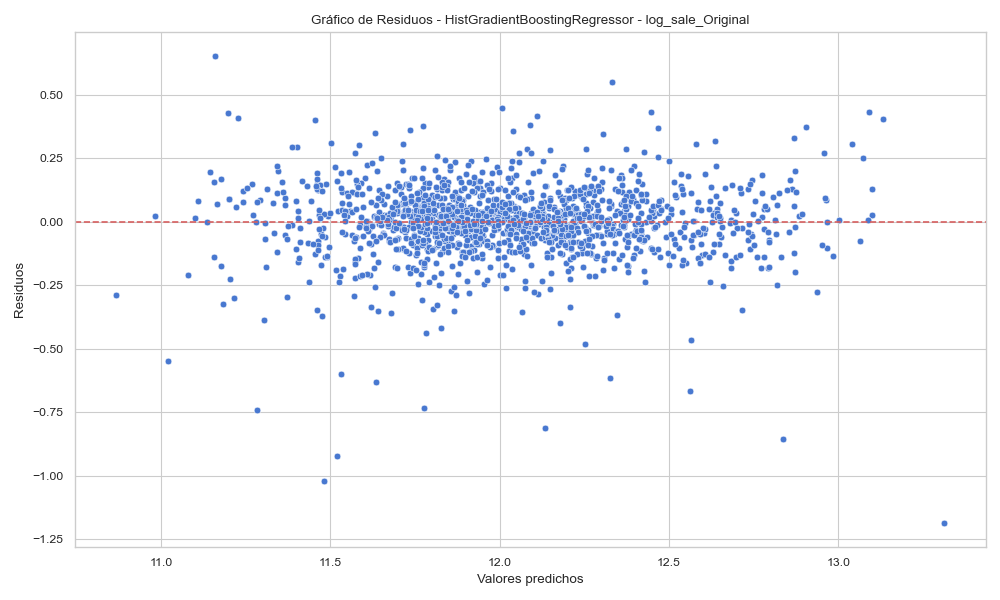 Gráfico de Residuos - HistGradientBoostingRegressor - log_sale_Original
0.50
0.25
0.00
−0.25
−0.50
−0.75
−1.00
−1.25
Residuos
11.0 11.5 12.0 12.5 13.0
Valores predichos